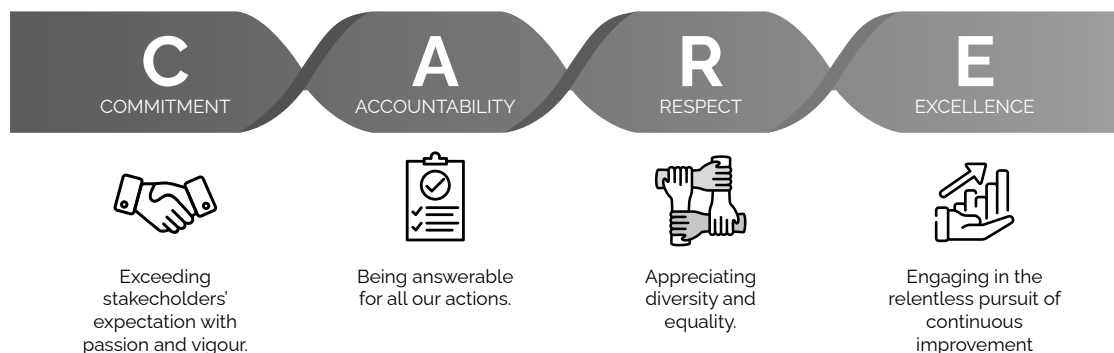 C
COMMITMENT
Exceeding
stakecholders’
expectation with
passion and vigour.
A
ACCOUNTABILITY
Being answerable
for all our actions.
R
RESPECT
Appreciating
diversity and
equality.
E
EXCELLENCE
Engaging in the
relentless pursuit of
continuous
improvement